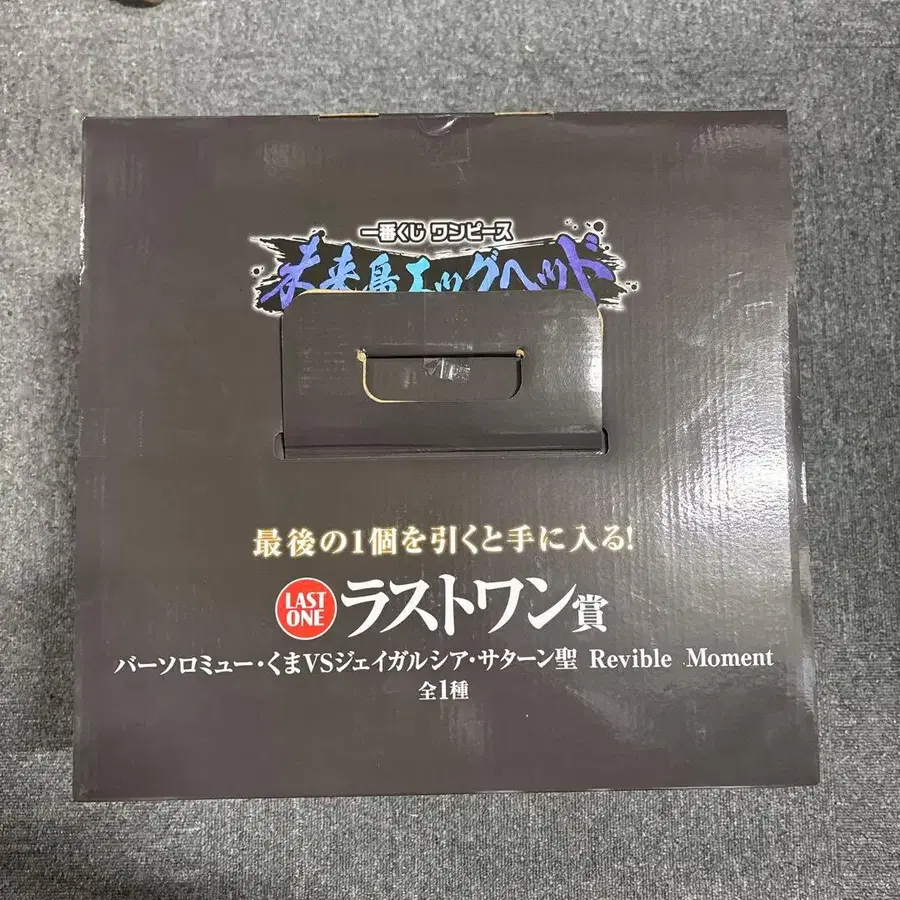 一番くじ ワンピース
未来島エッグヘッド
最後の1個を引くと手に入る!
LAST ONE ラストワン賞
バーソロミュー・くまVSジェイガルシア・サターン聖 Revible Moment
全1種